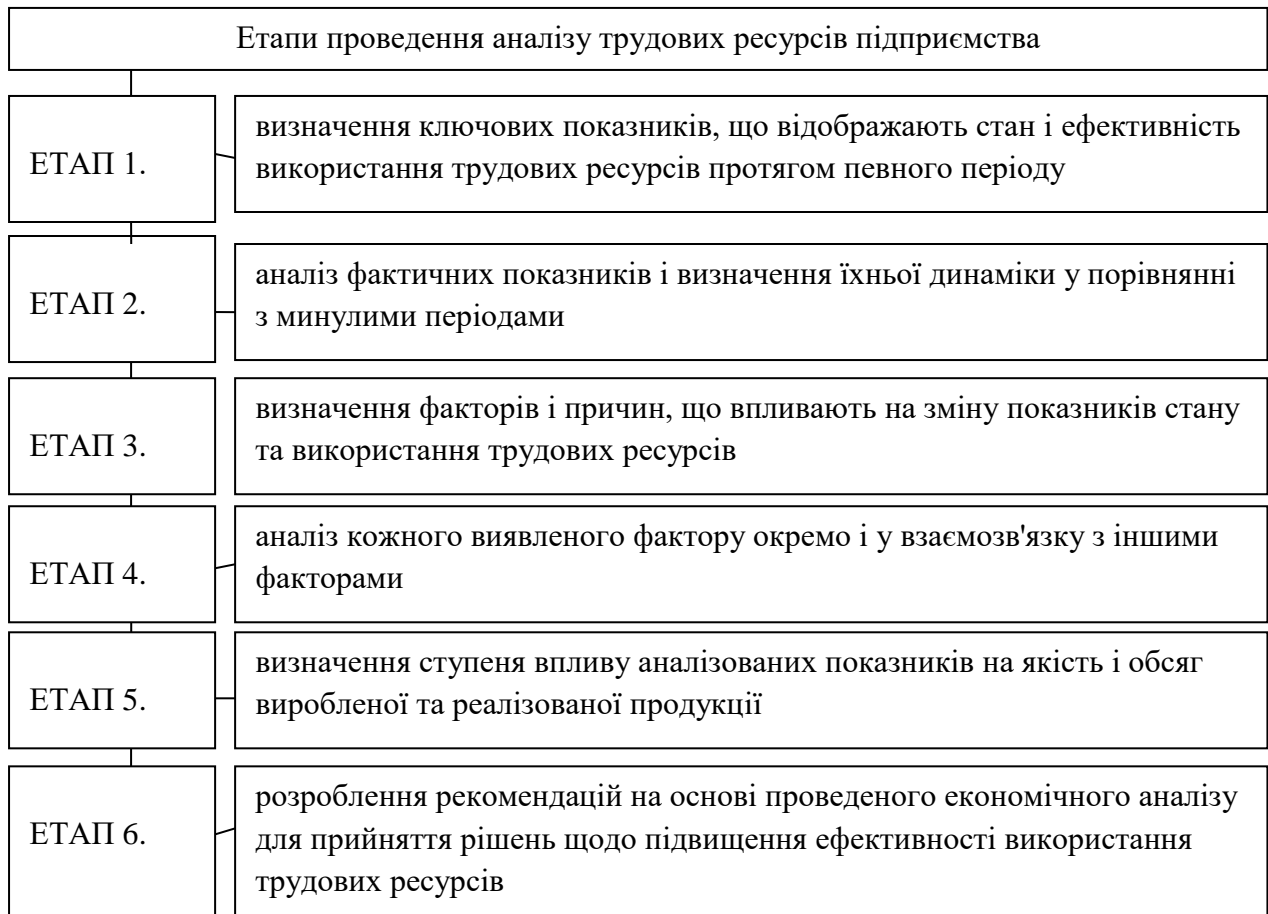 Етапи проведення аналізу трудових ресурсів підприємства
ЕТАП 1.
визначення ключових показників, що відображають стан і ефективність
використання трудових ресурсів протягом певного періоду
ЕТАП 2.
аналіз фактичних показників і визначення їхньої динаміки у порівнянні
з минулими періодами
ЕТАП 3.
визначення факторів і причин, що впливають на зміну показників стану
та використання трудових ресурсів
ЕТАП 4.
аналіз кожного виявленого фактору окремо і у взаємозв'язку з іншими
факторами
ЕТАП 5.
визначення ступеня впливу аналізованих показників на якість і обсяг
виробленої та реалізованої продукції
ЕТАП 6.
розроблення рекомендацій на основі проведеного економічного аналізу
для прийняття рішень щодо підвищення ефективності використання
трудових ресурсів